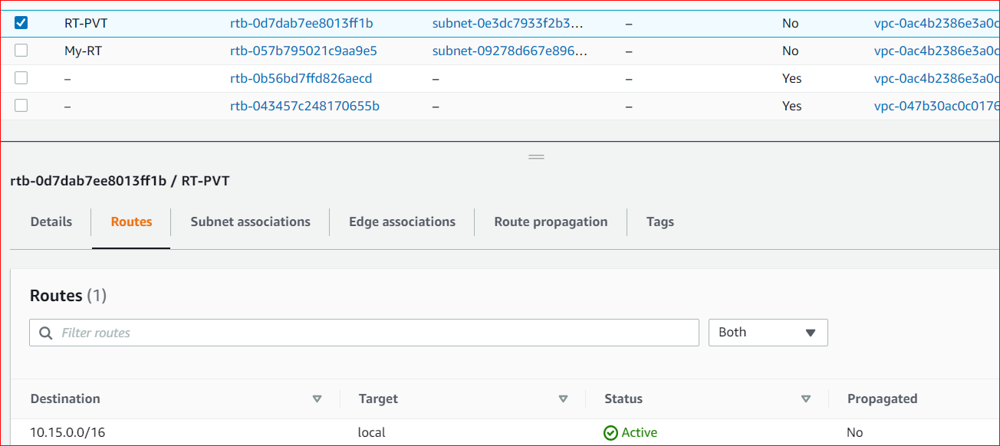 RT-PVT rtb-0d7dab7ee8013ff1b subnet-0e3dc7933f2b3... – No vpc-0ac4b2386e3a0c
My-RT rtb-057b795021c9aa9e5 subnet-09278d667e896... – No vpc-0ac4b2386e3a0c
– rtb-0b56bd7ffd826aecd – – Yes vpc-0ac4b2386e3a0c
– rtb-043457c248170655b – – Yes vpc-047b30ac0c0176
rtb-0d7dab7ee8013ff1b / RT-PVT
Details Routes Subnet associations Edge associations Route propagation Tags
Routes (1)
Filter routes Both
Destination Target Status Propagated
10.15.0.0/16 local Active No